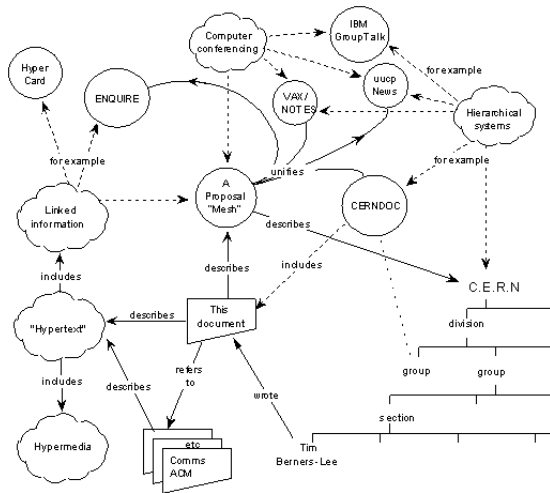 IBM
GroupTalk
Computer
conferencing
Hyper
Card
ENQUIRE
VAX/
NOTES
uucp
News
for example
Hierarchical
systems
for example
unifies
for example
Linked
information
A
Proposal
"Mesh"
CERNDOC
describes
includes
describes
includes
C.E.R.N
This
document
describes
"Hypertext"
division
refers
to
group
group
includes
describes
wrote
section
Hypermedia
etc
Tim
Berners-Lee
Comms
ACM